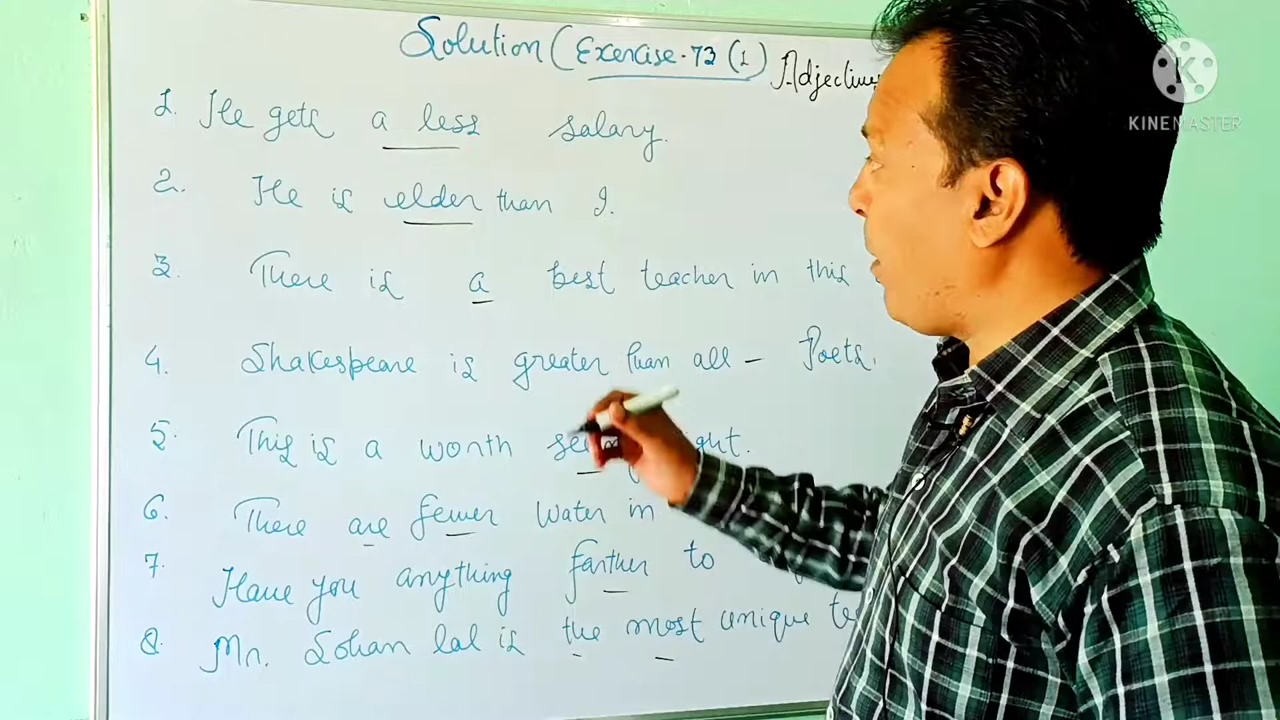 Solution (Exercise-73 (1) Adjective
1. He gets a less salary.
2. He is elder than I.
3. There is a best teacher in this
4. Shakespeare is greater than all – Poets.
5. This is a worth
6. There are fewer water in
7. Have you anything farther to
8. Mr. Sohan lal is the most unique
KINEMASTER